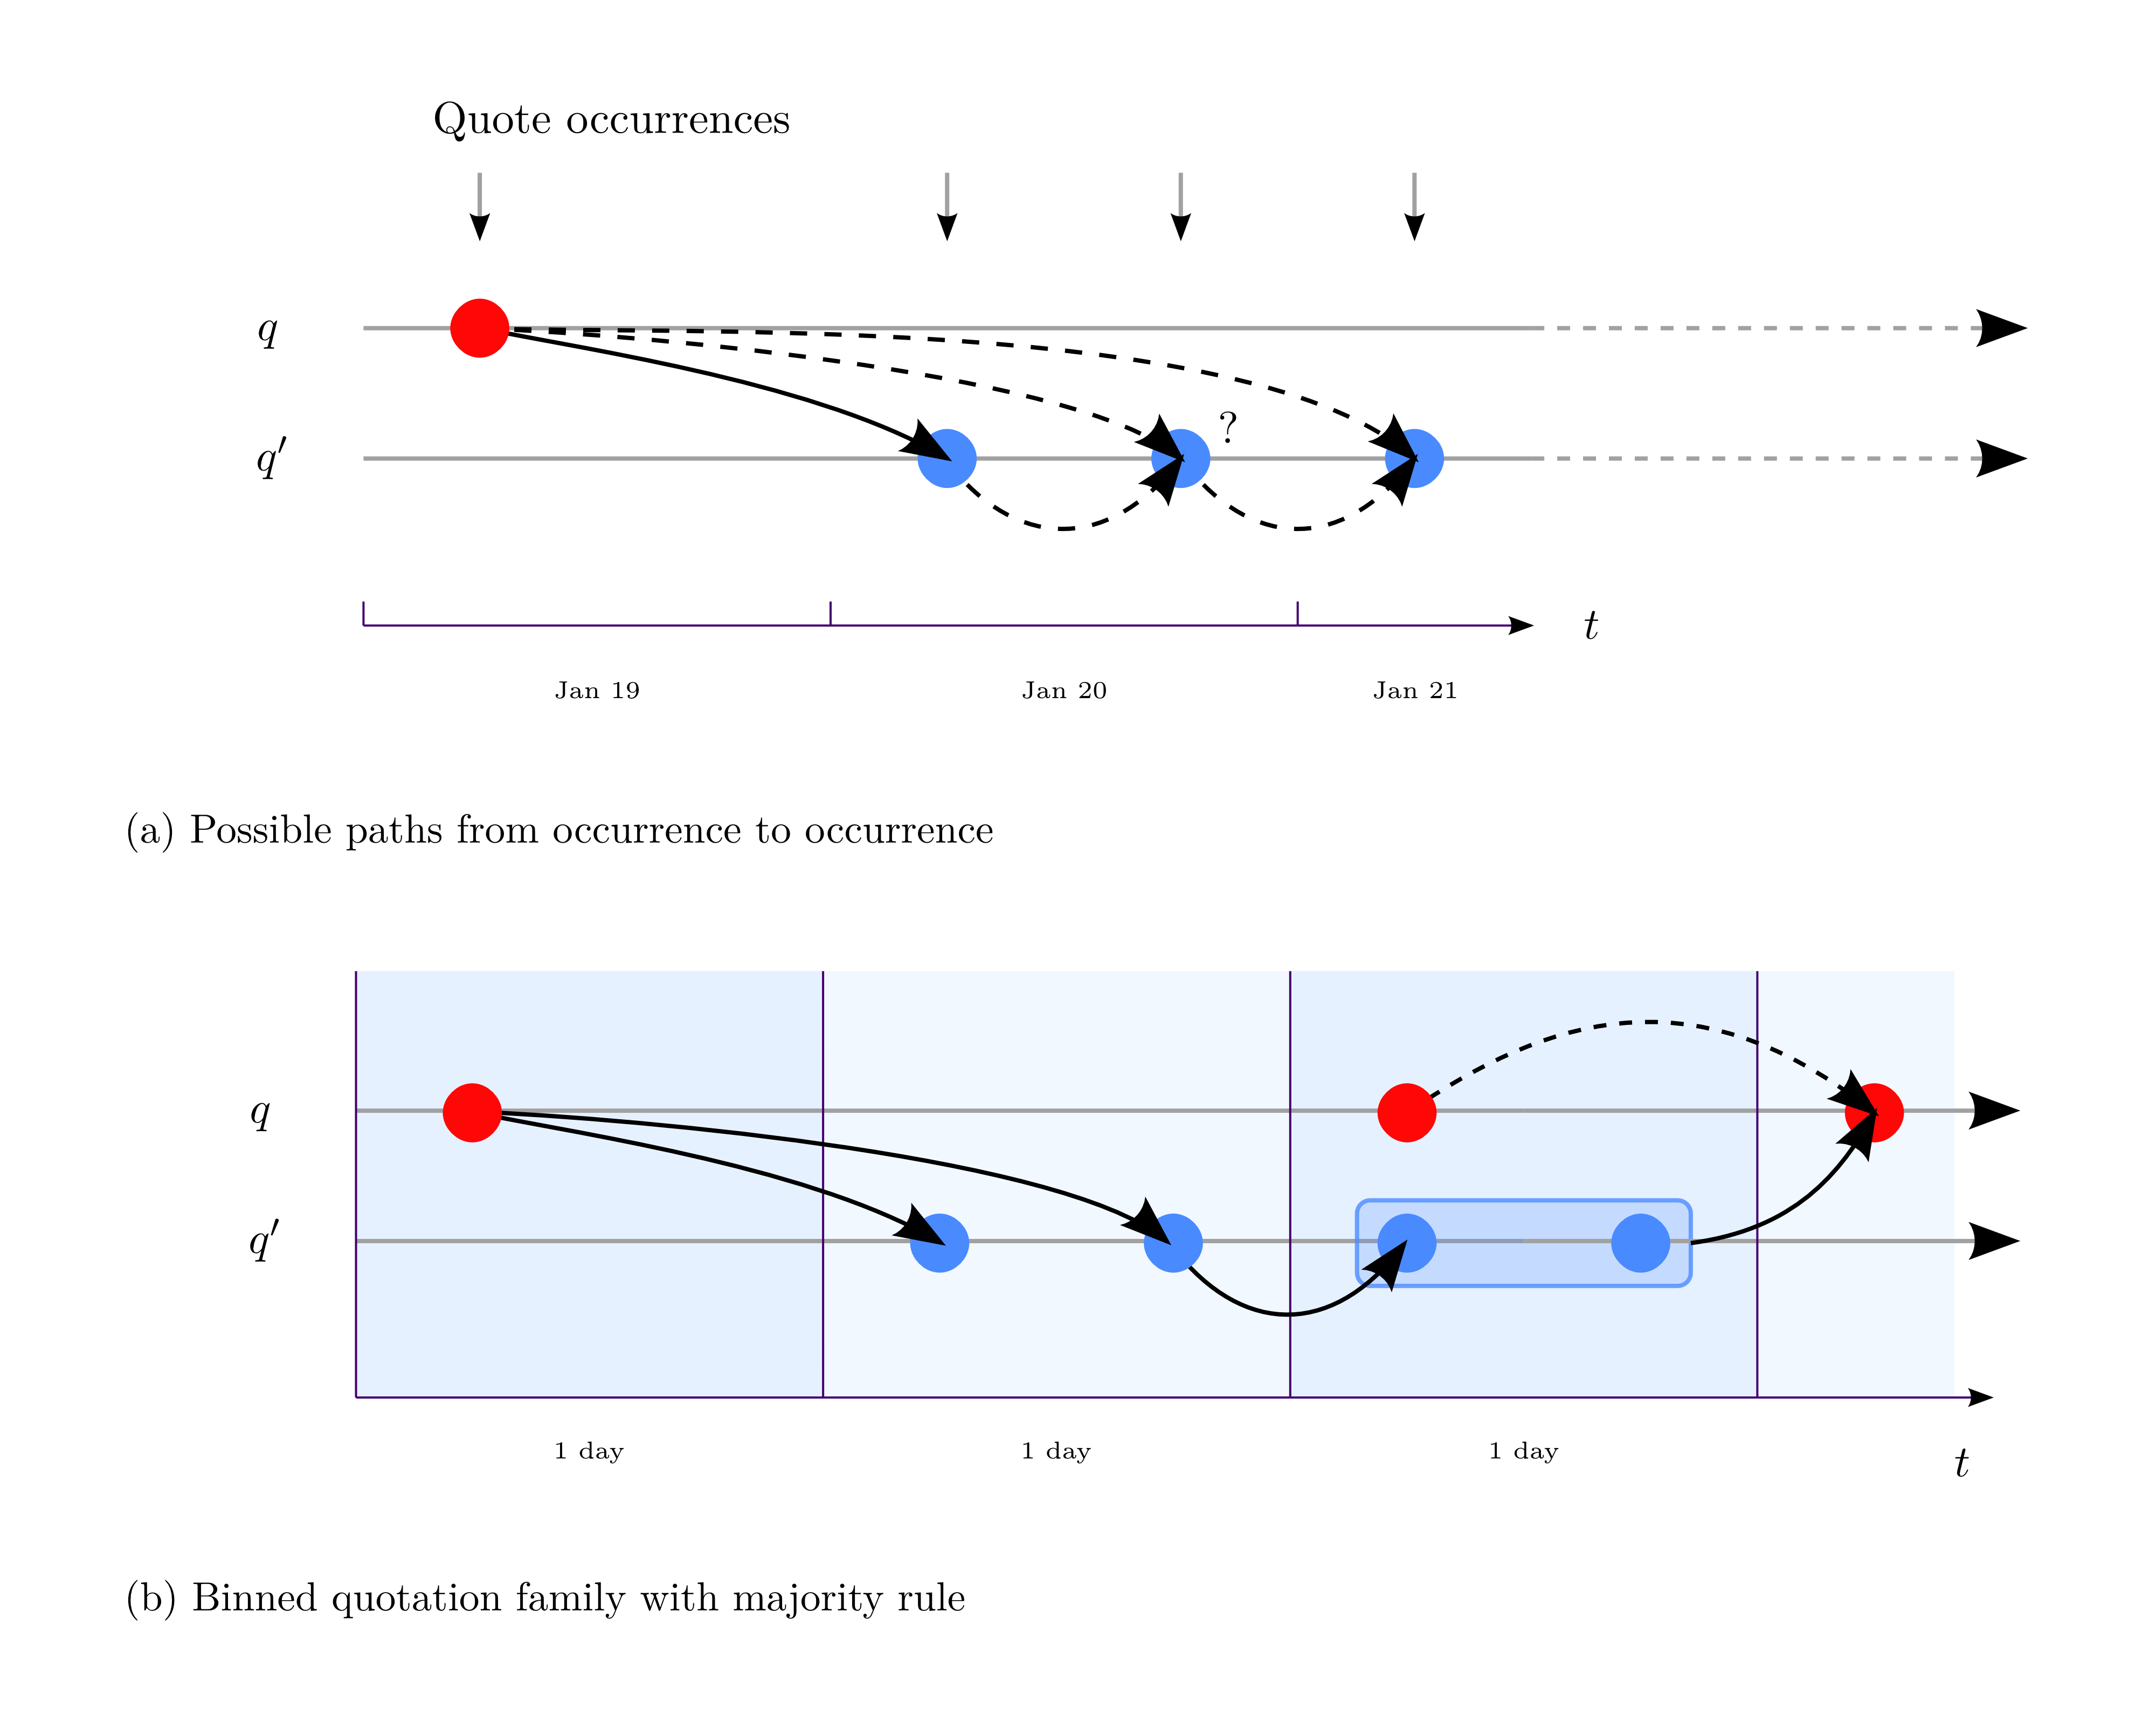 Quote occurrences
q
?
q′
t
Jan 19 Jan 20 Jan 21
(a) Possible paths from occurrence to occurrence
q
q′
1 day 1 day 1 day
t
(b) Binned quotation family with majority rule